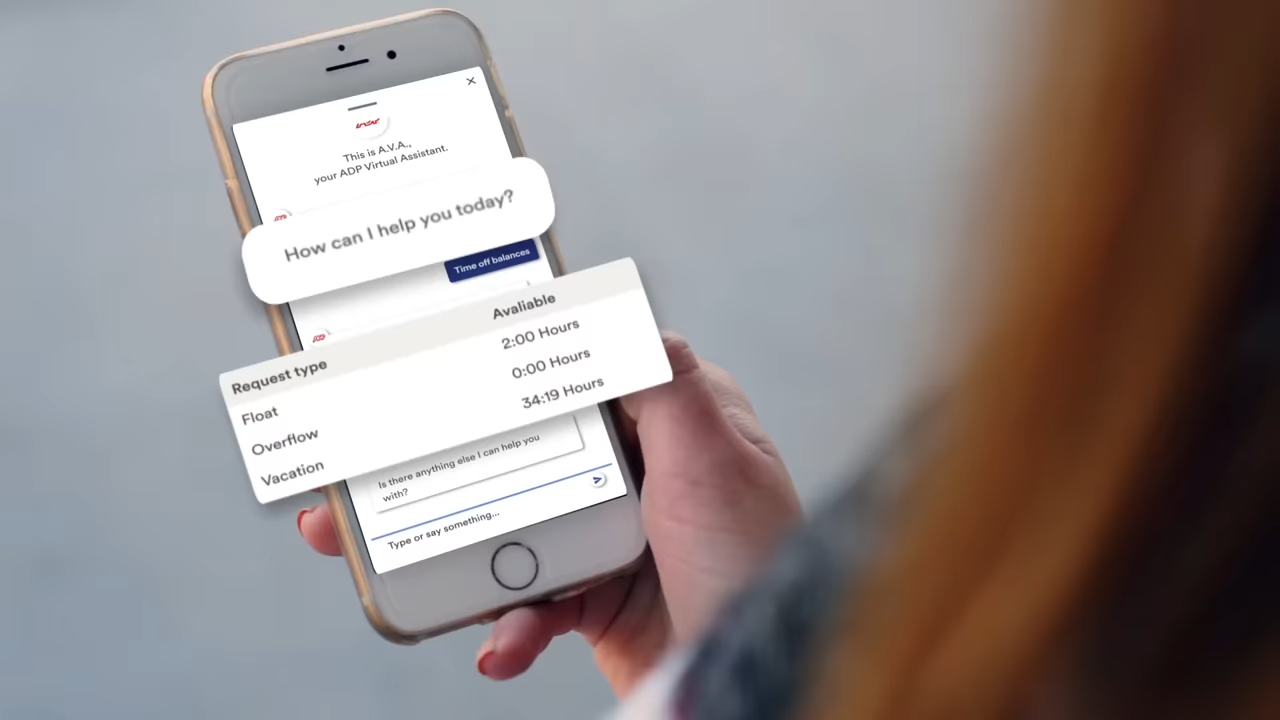 This is A.V.A.,
your ADP Virtual Assistant.
How can I help you today?
Time off balances
Request type Avaliable
Float 2:00 Hours
Overflow 0:00 Hours
Vacation 34:19 Hours
Is there anything else I can help you
with?
Type or say something...